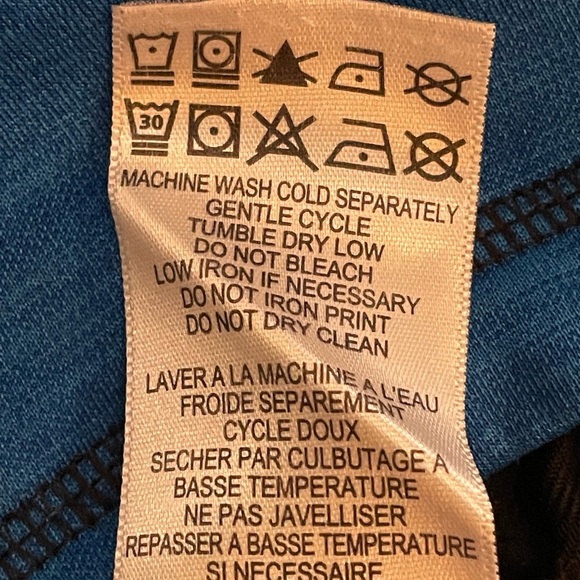 30
MACHINE WASH COLD SEPARATELY
GENTLE CYCLE
TUMBLE DRY LOW
DO NOT BLEACH
LOW IRON IF NECESSARY
DO NOT IRON PRINT
DO NOT DRY CLEAN
LAVER A LA MACHINE A L'EAU
FROIDE SEPAREMENT
CYCLE DOUX
SECHER PAR CULBUTAGE A
BASSE TEMPERATURE
NE PAS JAVELLISER
REPASSER A BASSE TEMPERATURE
SI NECESSAIRE